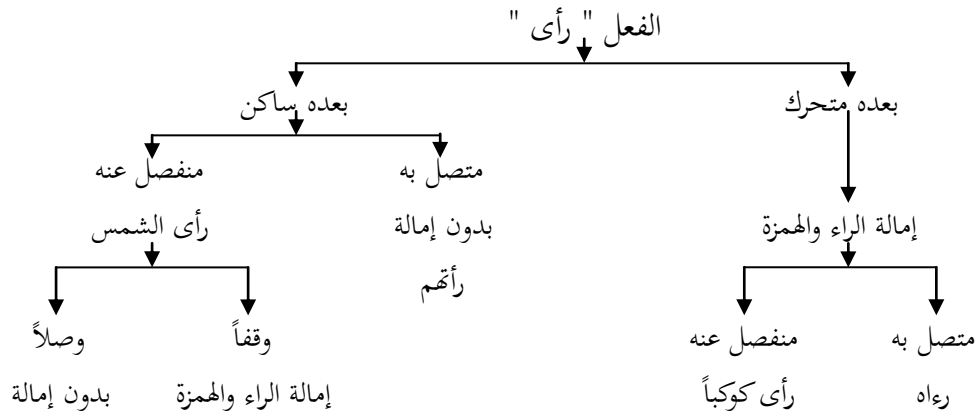 الفعل " رأى "
بعده متحرك
بعده ساكن
متصل به
منفصل عنه
إمالة الراء والهمزة
بدون إمالة
رأى الشمس
رأتهم
متصل به
منفصل عنه
وقفاً
وصلاً
رءاه
رأى كوكباً
إمالة الراء والهمزة
بدون إمالة